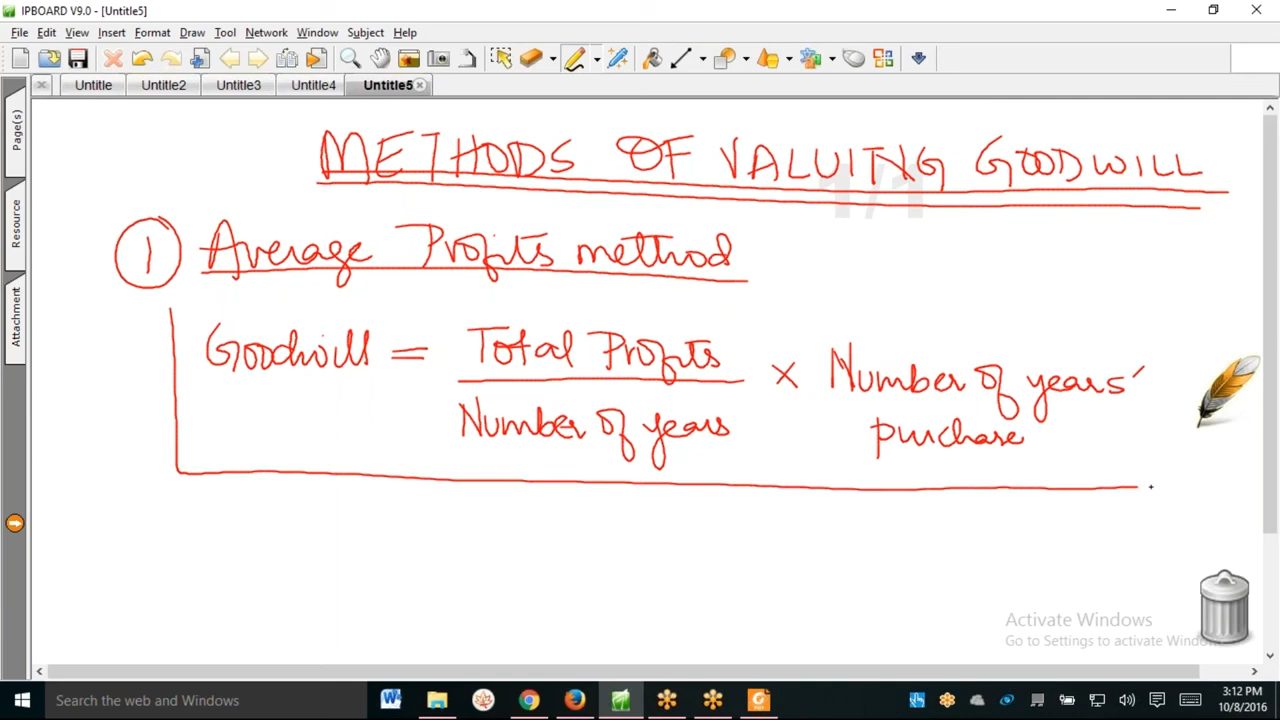 IPBOARD V9.0 - [Untitled5]
File Edit View Insert Format Draw Tool Network Window Subject Help
Untitle Untitle2 Untitle3 Untitle4 Untitle5
Page(s)
Resource
Attachment
METHODS OF VALUING GOODWILL
1/1
1 Average Profits method
Goodwill = Total Profits
Number of years
× Number of years'
purchase
Activate Windows
Go to Settings to activate Windows
Search the web and Windows
3:12 PM
10/8/2016